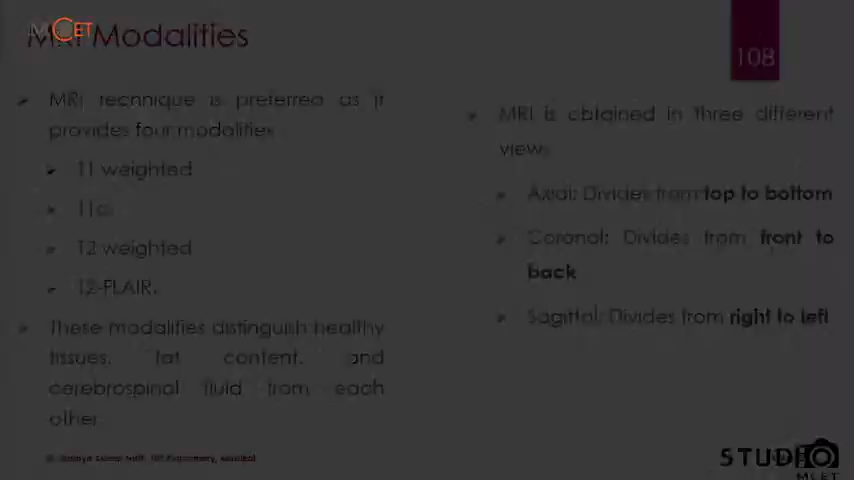 MCET
MRI Modalities
108
MRI technique is preferred as it
provides four modalities
T1 weighted
T1c
T2 weighted
T2-FLAIR.
These modalities distinguish healthy
tissues, fat content, and
cerebrospinal fluid from each
other.
MRI is obtained in three different
views
Axial: Divides from top to bottom
Coronal: Divides from front to
back
Sagittal: Divides from right to left
STUDIO
MCET